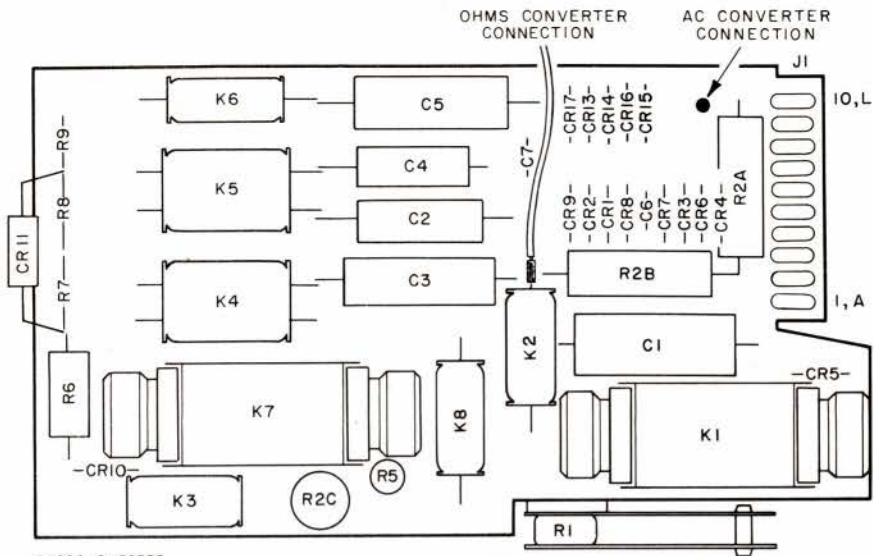 OHMS CONVERTER
CONNECTION
AC CONVERTER
CONNECTION
J1
10,L
K6
C5
-CR17-
-CR13-
-CR14-
-CR16-
-CR15-
-R9-
-C7-
C4
K5
R2A
R8
C2
-CR9-
-CR2-
-CR1-
-CR8-
-C6-
-CR7-
-CR3-
-CR6-
-CR4-
CR11
C3
R2B
R7
K4
1,A
K2
C1
R6
-CR5-
K7
K8
K1
-CR10-
R5
K3
R2C
R1